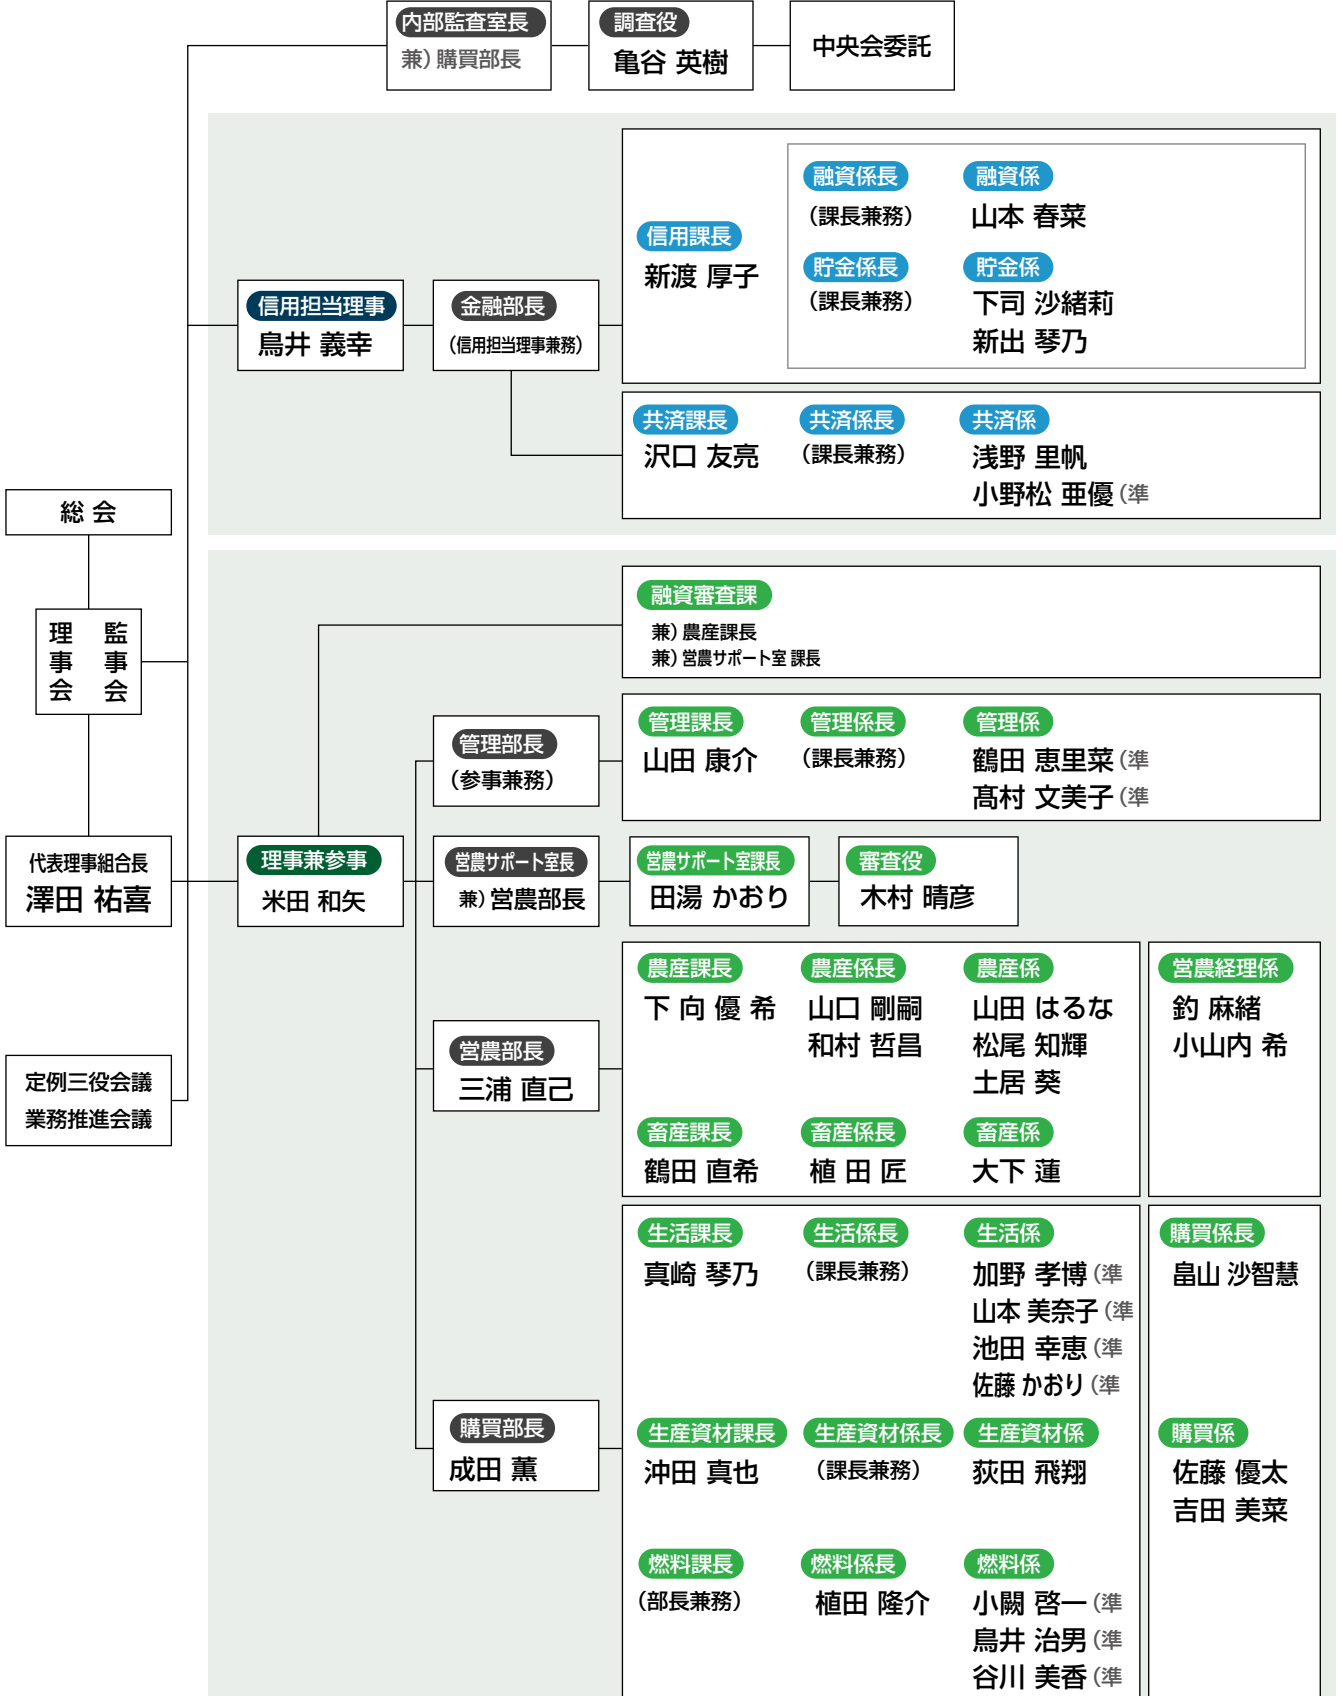 内部監査室長
兼）購買部長
調査役
亀谷 英樹
中央会委託
信用担当理事
鳥井 義幸
金融部長
（信用担当理事兼務）
信用課長
新渡 厚子
融資係長
（課長兼務）
融資係
山本 春菜
貯金係長
（課長兼務）
貯金係
下司 沙緒莉
新出 琴乃
共済課長
沢口 友亮
共済係長
（課長兼務）
共済係
浅野 里帆
小野松 亜優（準
総 会
理事会
監事会
代表理事組合長
澤田 祐喜
定例三役会議
業務推進会議
理事兼参事
米田 和矢
融資審査課
兼）農産課長
兼）営農サポート室 課長
管理部長
（参事兼務）
管理課長
山田 康介
管理係長
（課長兼務）
管理係
鶴田 恵里菜（準
髙村 文美子（準
営農サポート室長
兼）営農部長
営農サポート室課長
田湯 かおり
審査役
木村 晴彦
営農部長
三浦 直己
農産課長
下 向 優 希
農産係長
山口 剛嗣
和村 哲昌
農産係
山田 はるな
松尾 知輝
土居 葵
営農経理係
釣 麻緒
小山内 希
畜産課長
鶴田 直希
畜産係長
植 田 匠
畜産係
大下 蓮
購買部長
成田 薫
生活課長
真崎 琴乃
生活係長
（課長兼務）
生活係
加野 孝博（準
山本 美奈子（準
池田 幸恵（準
佐藤 かおり（準
購買係長
畠山 沙智慧
生産資材課長
沖田 真也
生産資材係長
（課長兼務）
生産資材係
荻田 飛翔
購買係
佐藤 優太
吉田 美菜
燃料課長
（部長兼務）
燃料係長
植田 隆介
燃料係
小闕 啓一（準
鳥井 治男（準
谷川 美香（準